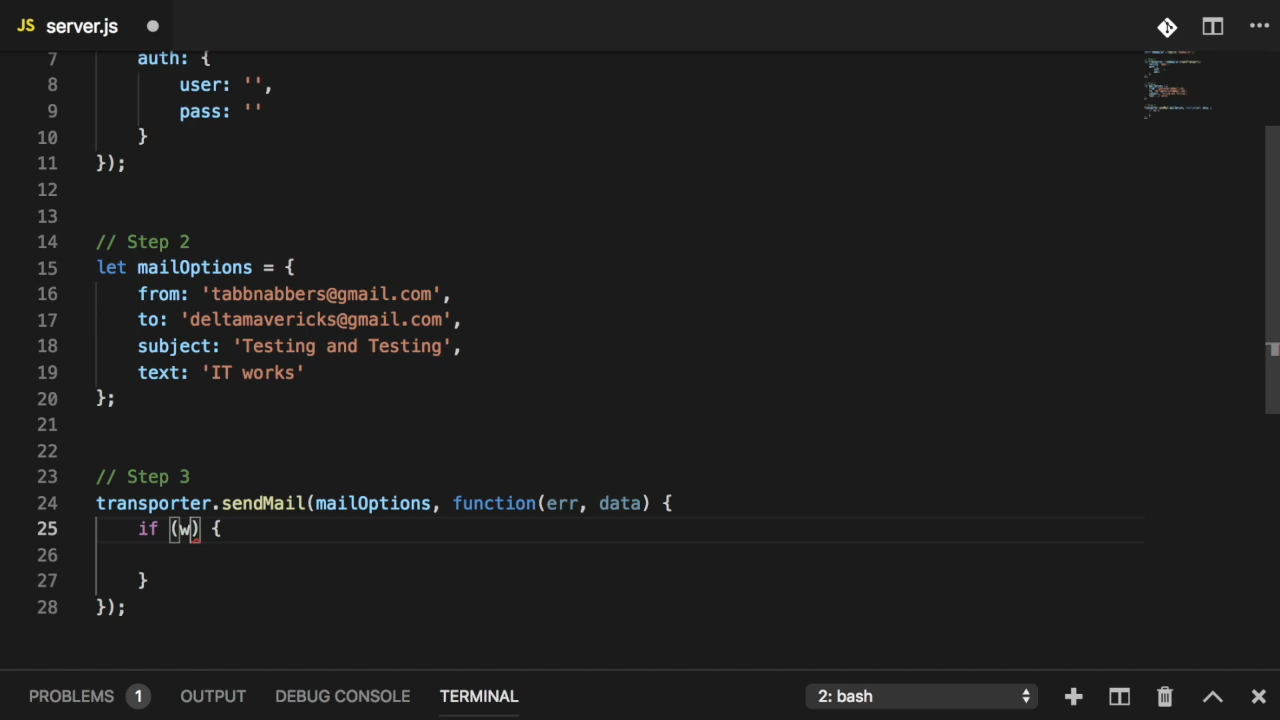 JS server.js
7 auth: {
8 user: '',
9 pass: ''
10 }
11 });
12
13
14 // Step 2
15 let mailOptions = {
16 from: 'tabbnabbers@gmail.com',
17 to: 'deltamavericks@gmail.com',
18 subject: 'Testing and Testing',
19 text: 'IT works'
20 };
21
22
23 // Step 3
24 transporter.sendMail(mailOptions, function(err, data) {
25 if (w) {
26
27 }
28 });
PROBLEMS 1 OUTPUT DEBUG CONSOLE TERMINAL 2: bash